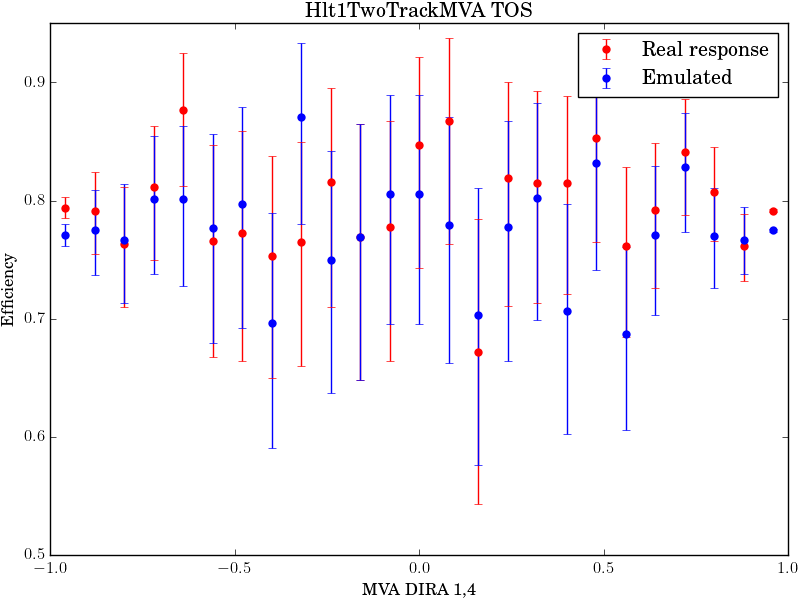 Hlt1TwoTrackMVA TOS
Real response
Emulated
Efficiency
0.9
0.8
0.7
0.6
0.5
−1.0 −0.5 0.0 0.5 1.0
MVA DIRA 1,4